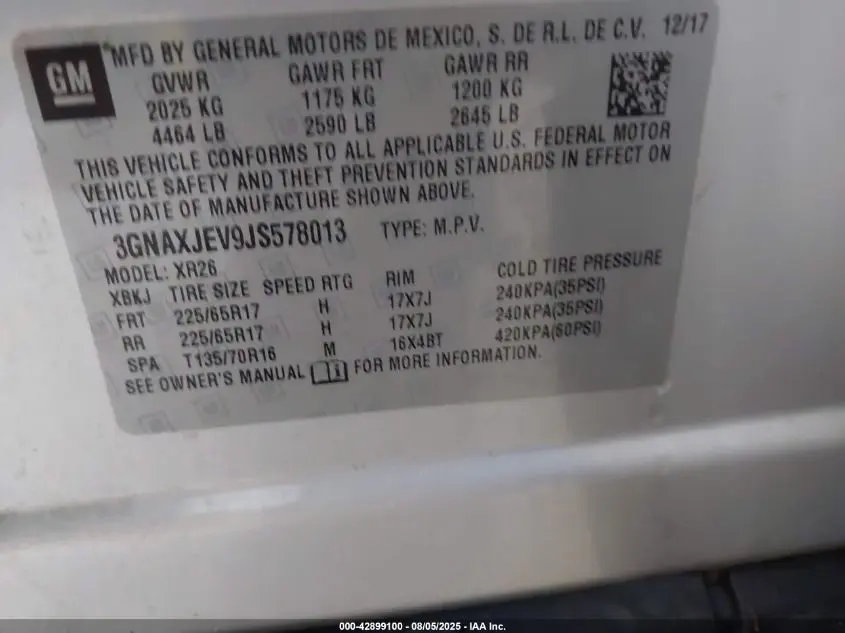 GM
MFD BY GENERAL MOTORS DE MEXICO, S. DE R.L. DE C.V. 12/17
GVWR GAWR FRT GAWR RR
2025 KG 1175 KG 1200 KG
4464 LB 2590 LB 2645 LB
THIS VEHICLE CONFORMS TO ALL APPLICABLE U.S. FEDERAL MOTOR
VEHICLE SAFETY AND THEFT PREVENTION STANDARDS IN EFFECT ON
THE DATE OF MANUFACTURE SHOWN ABOVE.
3GNAXJEV9JS578013 TYPE: M.P.V.
MODEL: XR26
XBKJ TIRE SIZE SPEED RTG RIM COLD TIRE PRESSURE
FRT 225/65R17 H 17X7J 240KPA(35PSI)
RR 225/65R17 H 17X7J 240KPA(35PSI)
SPA T135/70R16 M 16X4BT 420KPA(60PSI)
SEE OWNER'S MANUAL FOR MORE INFORMATION.
000-42899100 - 08/05/2025 - IAA Inc.